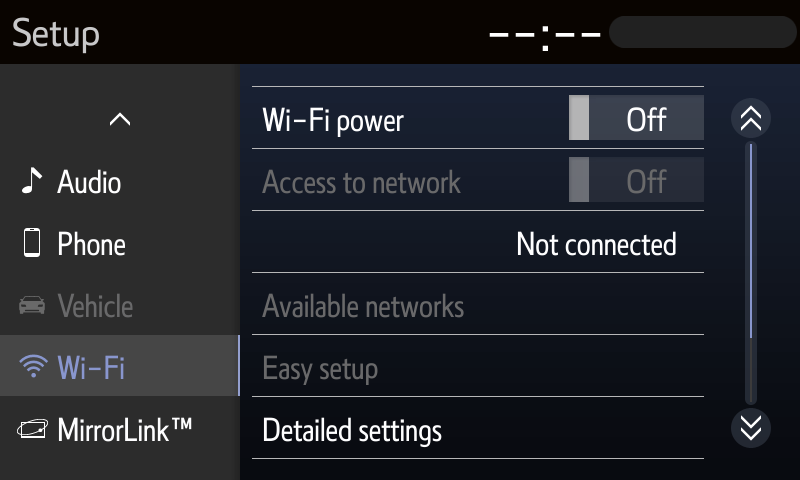 Setup
--:--
Audio
Phone
Vehicle
Wi-Fi
MirrorLink™
Wi-Fi power
Off
Access to network
Off
Not connected
Available networks
Easy setup
Detailed settings